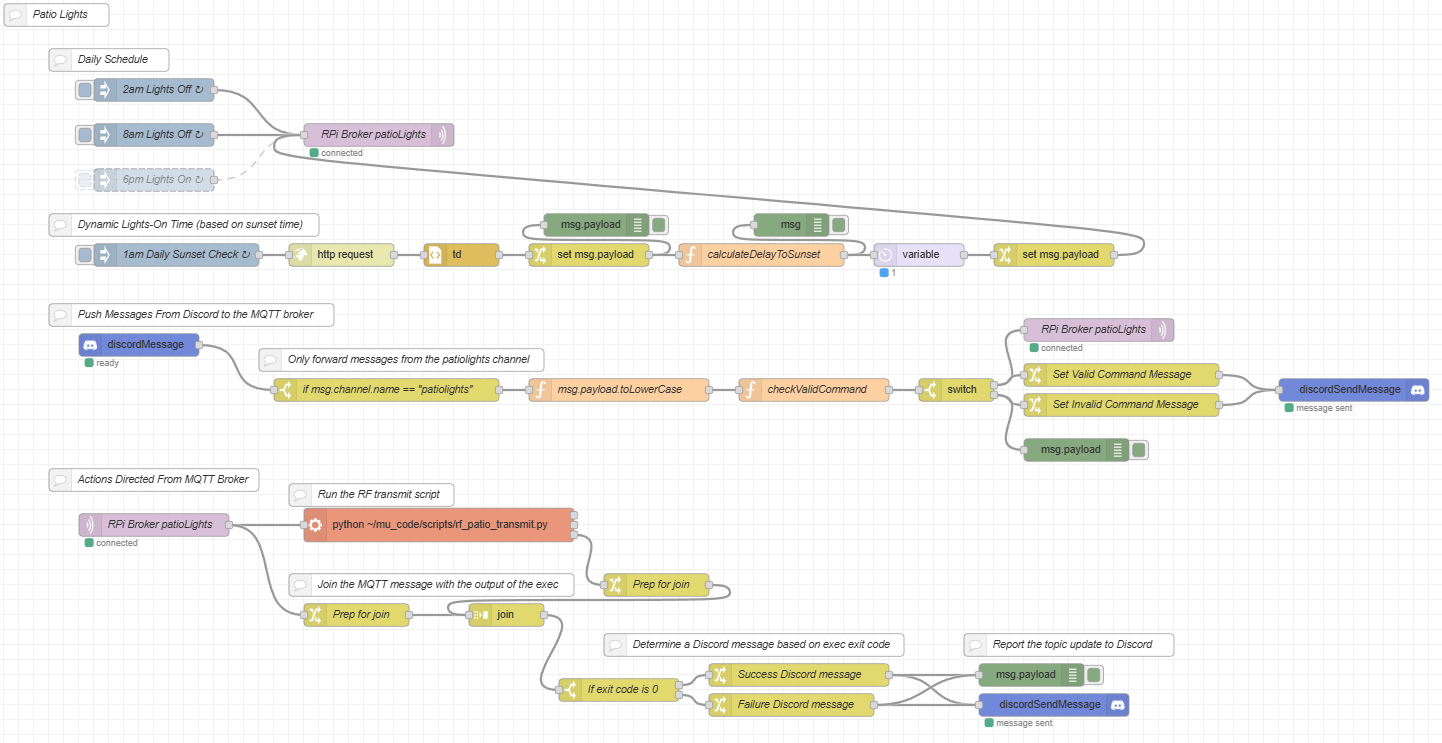 Patio Lights
Daily Schedule
2am Lights Off ↻
8am Lights Off ↻
RPi Broker patioLights
connected
6pm Lights On ↻
Dynamic Lights-On Time (based on sunset time)
msg.payload
msg
1am Daily Sunset Check ↻
http request
td
set msg.payload
calculateDelayToSunset
variable
set msg.payload
1
Push Messages From Discord to the MQTT broker
discordMessage
ready
RPi Broker patioLights
connected
Only forward messages from the patiolights channel
if msg.channel.name == "patiolights"
msg.payload.toLowerCase
checkValidCommand
switch
Set Valid Command Message
Set Invalid Command Message
discordSendMessage
message sent
msg.payload
Actions Directed From MQTT Broker
Run the RF transmit script
RPi Broker patioLights
connected
python ~/mu_code/scripts/rf_patio_transmit.py
Join the MQTT message with the output of the exec
Prep for join
Prep for join
join
Determine a Discord message based on exec exit code
Report the topic update to Discord
If exit code is 0
Success Discord message
Failure Discord message
msg.payload
discordSendMessage
message sent